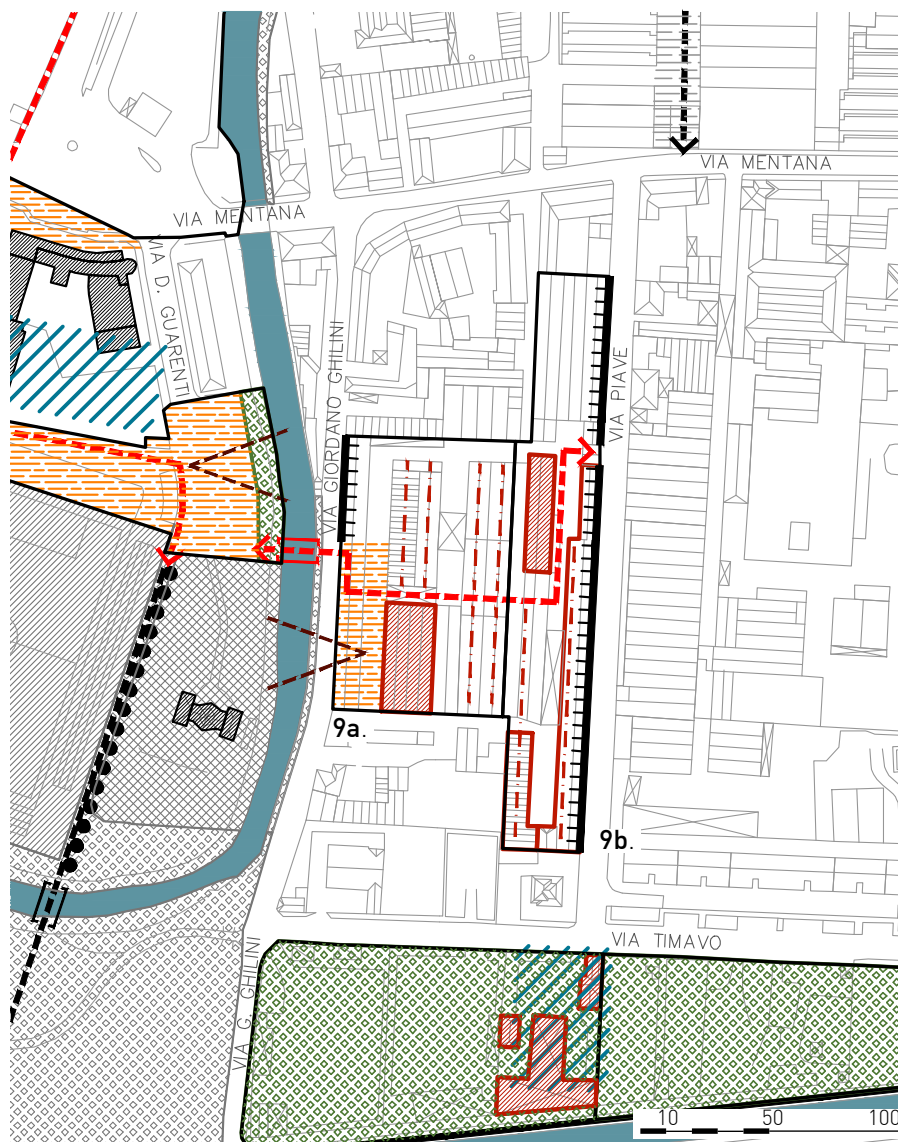 VIA MENTANA
VIA MENTANA
VIA D. GUARENTI
VIA GIORDANO GHILINI
VIA PIAVE
9a.
9b.
VIA TIMAVO
VIA G. GHILINI
10 50 100